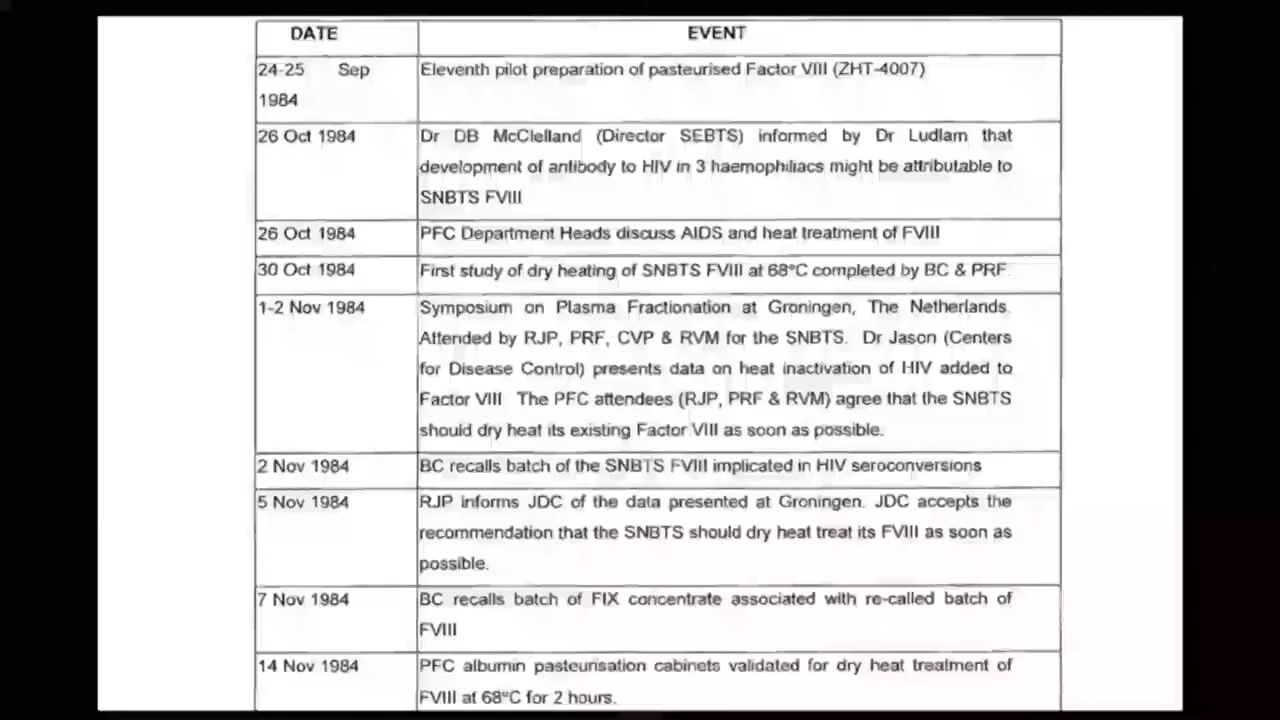 DATE EVENT
24-25 Sep Eleventh pilot preparation of pasteurised Factor VIII (ZHT-4007)
1984
26 Oct 1984 Dr DB McClelland (Director SEBTS) informed by Dr Ludlam that
development of antibody to HIV in 3 haemophiliacs might be attributable to
SNBTS FVIII
26 Oct 1984 PFC Department Heads discuss AIDS and heat treatment of FVIII
30 Oct 1984 First study of dry heating of SNBTS FVIII at 68°C completed by BC & PRF.
1-2 Nov 1984 Symposium on Plasma Fractionation at Groningen, The Netherlands.
Attended by RJP, PRF, CVP & RVM for the SNBTS. Dr Jason (Centers
for Disease Control) presents data on heat inactivation of HIV added to
Factor VIII The PFC attendees (RJP, PRF & RVM) agree that the SNBTS
should dry heat its existing Factor VIII as soon as possible.
2 Nov 1984 BC recalls batch of the SNBTS FVIII implicated in HIV seroconversions
5 Nov 1984 RJP informs JDC of the data presented at Groningen. JDC accepts the
recommendation that the SNBTS should dry heat treat its FVIII as soon as
possible.
7 Nov 1984 BC recalls batch of FIX concentrate associated with re-called batch of
FVIII
14 Nov 1984 PFC albumin pasteurisation cabinets validated for dry heat treatment of
FVIII at 68°C for 2 hours.